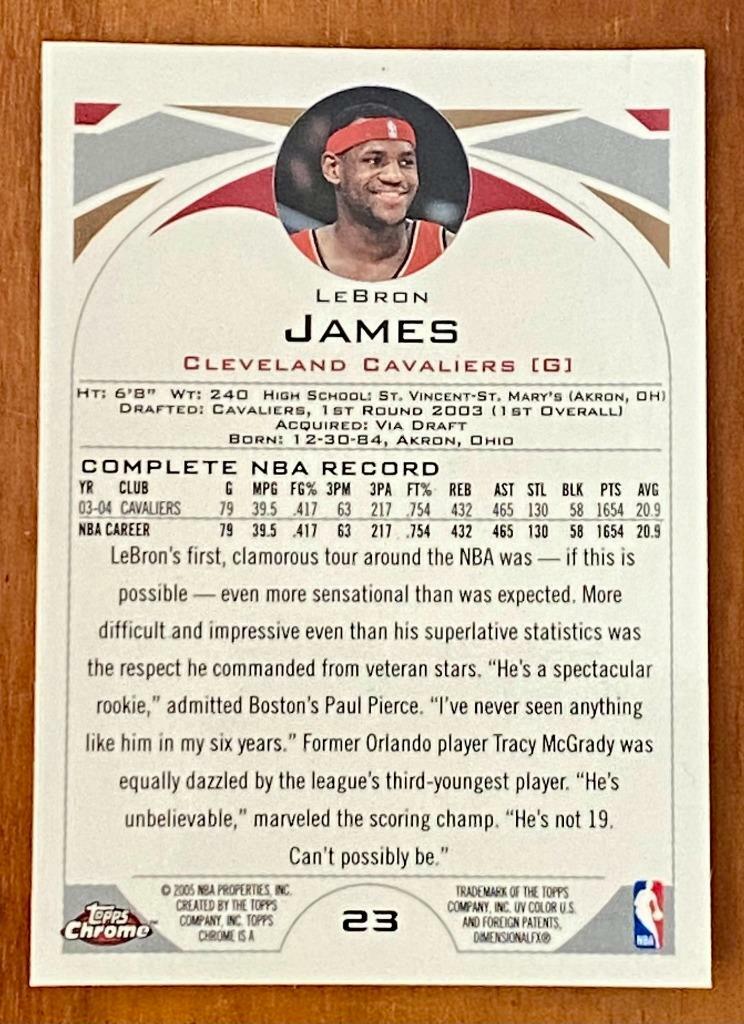 LeBron
JAMES
Cleveland Cavaliers [G]
Ht: 6'8" Wt: 240 High School: St. Vincent-St. Mary's (Akron, OH)
Drafted: Cavaliers, 1st Round 2003 (1st Overall)
Acquired: Via Draft
Born: 12-30-84, Akron, Ohio
COMPLETE NBA RECORD
YR CLUB G MPG FG% 3PM 3PA FT% REB AST STL BLK PTS AVG
03-04 CAVALIERS 79 39.5 .417 63 217 .754 432 465 130 58 1654 20.9
NBA CAREER 79 39.5 .417 63 217 .754 432 465 130 58 1654 20.9
LeBron's first, clamorous tour around the NBA was — if this is
possible — even more sensational than was expected. More
difficult and impressive even than his superlative statistics was
the respect he commanded from veteran stars. “He's a spectacular
rookie,” admitted Boston's Paul Pierce. “I've never seen anything
like him in my six years.” Former Orlando player Tracy McGrady was
equally dazzled by the league's third-youngest player. “He's
unbelievable,” marveled the scoring champ. “He's not 19.
Can't possibly be.”
© 2005 NBA PROPERTIES, INC.
CREATED BY THE TOPPS
COMPANY, INC. TOPPS
CHROME IS A
TRADEMARK OF THE TOPPS
COMPANY, INC. UV COLOR U.S.
AND FOREIGN PATENTS,
DIMENSIONALFX®
Topps
Chrome™
23
NBA